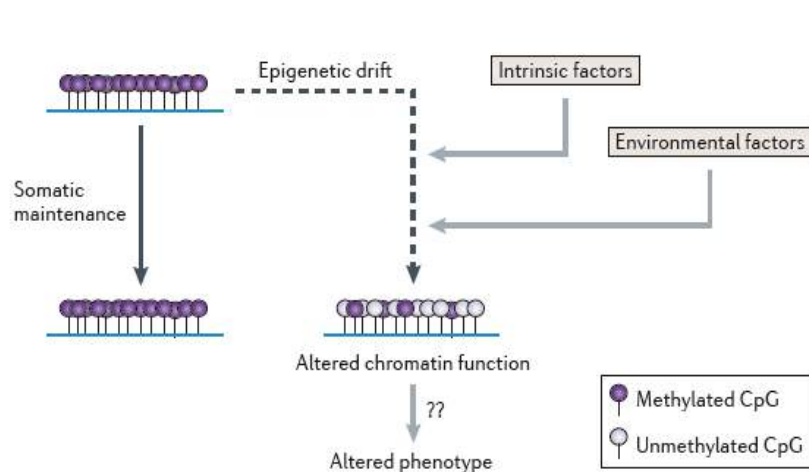 Epigenetic drift
Intrinsic factors
Environmental factors
Somatic
maintenance
Altered chromatin function
??
Altered phenotype
Methylated CpG
Unmethylated CpG